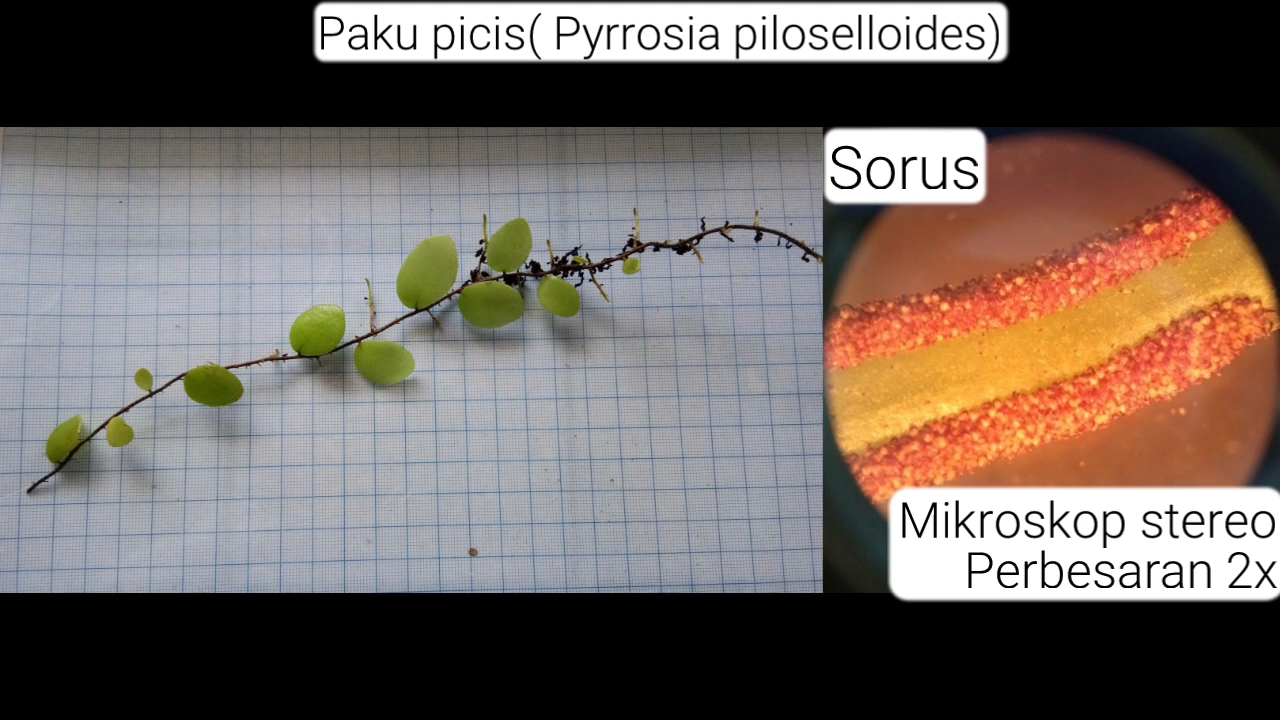 Paku picis( Pyrrosia piloselloides)
Sorus
Mikroskop stereo
Perbesaran 2x